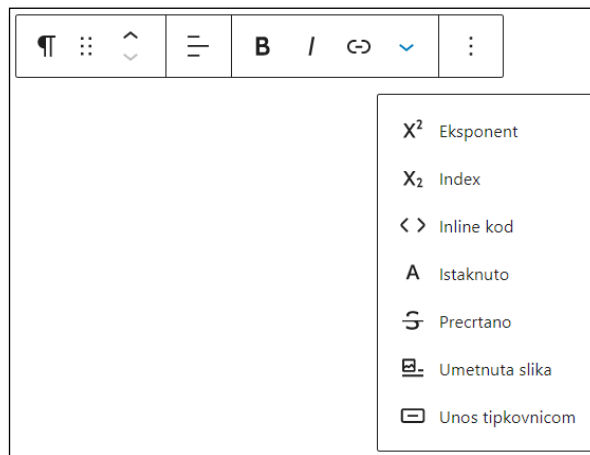 B I
X² Eksponent
X₂ Index
Inline kod
A Istaknuto
S Precrtano
Umetnuta slika
Unos tipkovnicom